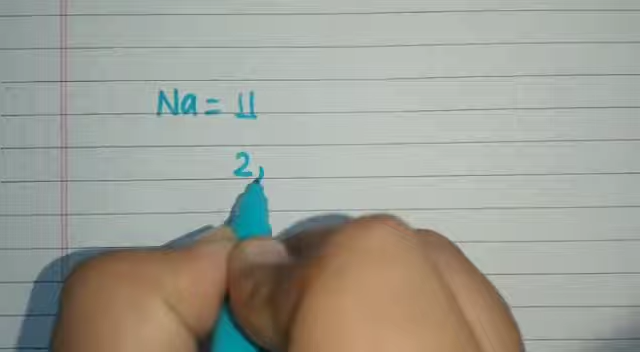 Na = 11
2,